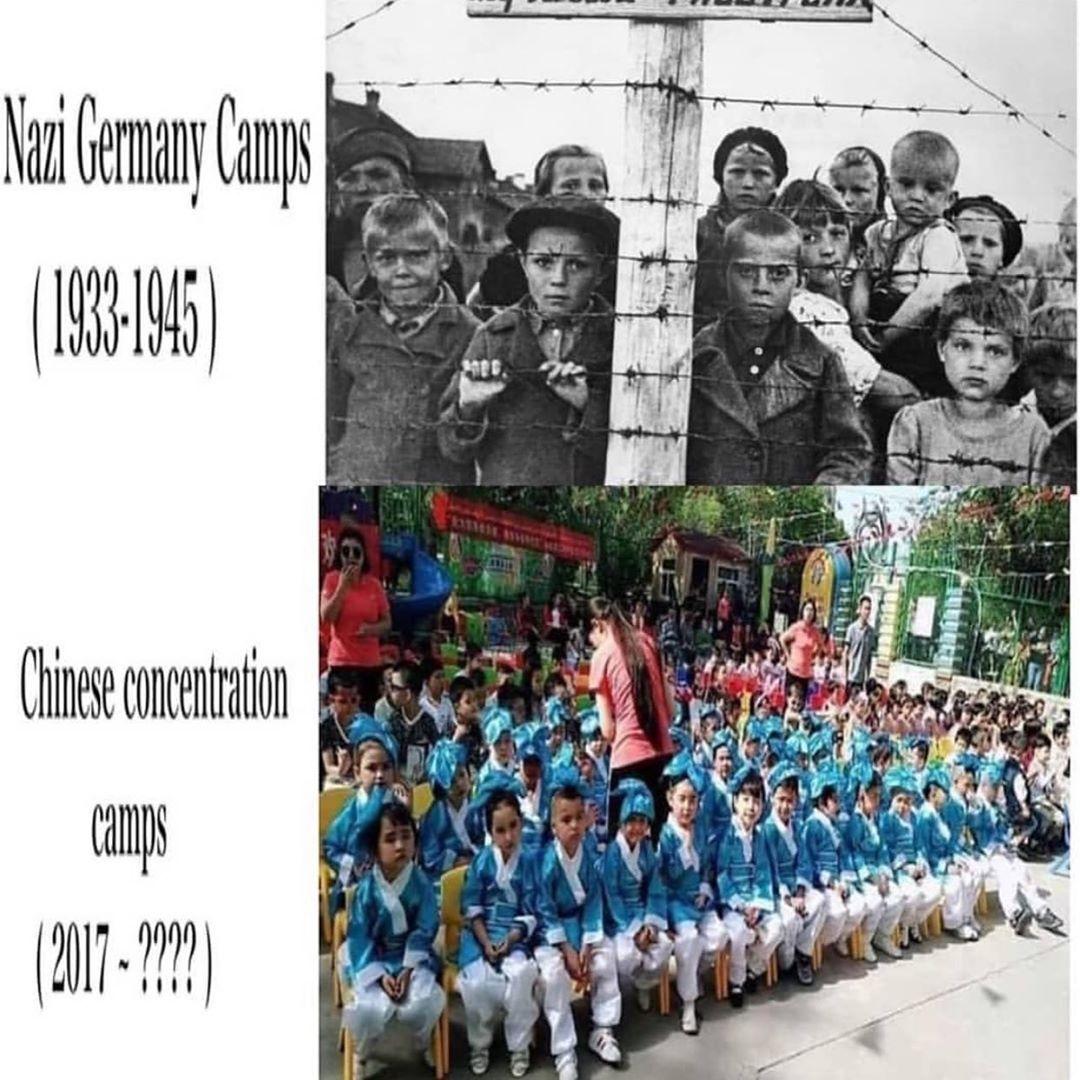 Nazi Germany Camps
( 1933-1945 )
Chinese concentration
camps
( 2017 ~ ???? )